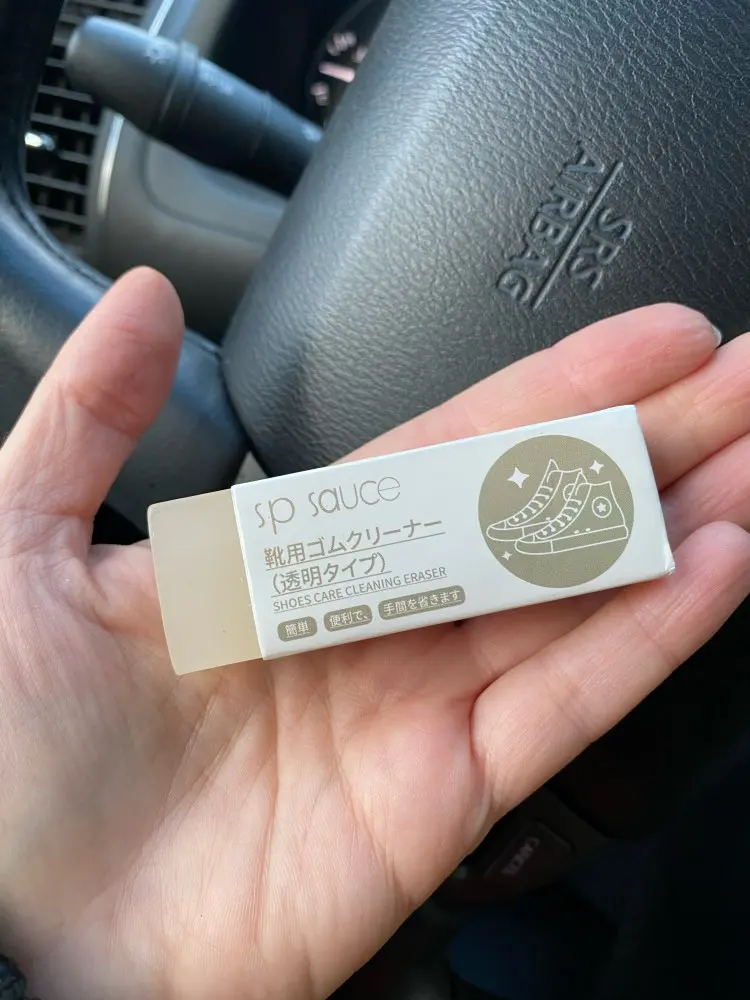 SRS
AIRBAG
sp sauce
靴用ゴムクリーナー
(透明タイプ)
SHOES CARE CLEANING ERASER
簡単 便利で、 手間を省きます
CANCEL